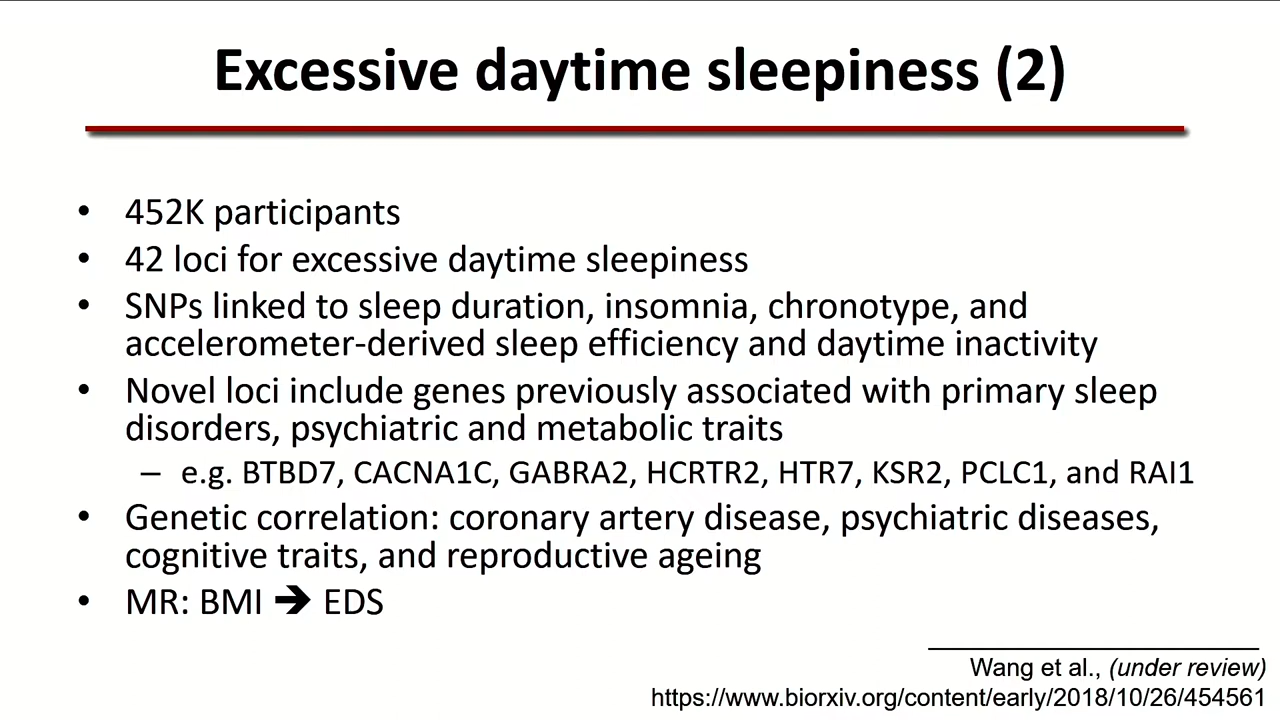 Excessive daytime sleepiness (2)
• 452K participants
• 42 loci for excessive daytime sleepiness
• SNPs linked to sleep duration, insomnia, chronotype, and
accelerometer-derived sleep efficiency and daytime inactivity
• Novel loci include genes previously associated with primary sleep
disorders, psychiatric and metabolic traits
– e.g. BTBD7, CACNA1C, GABRA2, HCRTR2, HTR7, KSR2, PCLC1, and RAI1
• Genetic correlation: coronary artery disease, psychiatric diseases,
cognitive traits, and reproductive ageing
• MR: BMI ➔ EDS
Wang et al., (under review)
https://www.biorxiv.org/content/early/2018/10/26/454561